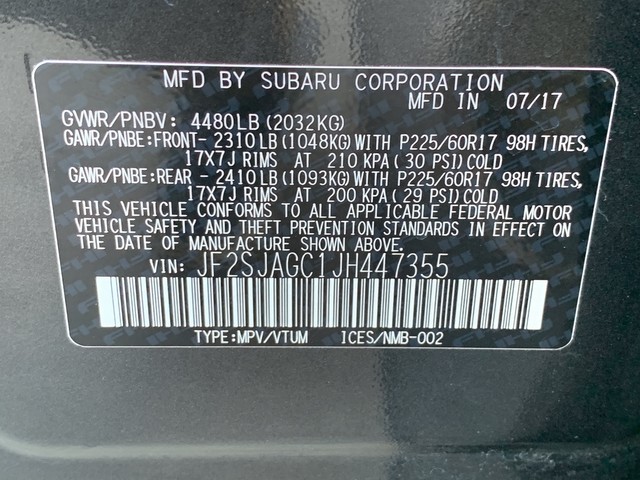 MFD BY SUBARU CORPORATION
MFD IN 07/17
GVWR/PNBV: 4480LB(2032KG)
GAWR/PNBE:FRONT- 2310LB(1048KG)WITH P225/60R17 98H TIRES,
17X7J RIMS AT 210 KPA( 30 PSI)COLD
GAWR/PNBE:REAR - 2410LB(1093KG)WITH P225/60R17 98H TIRES,
17X7J RIMS AT 200 KPA( 29 PSI)COLD
THIS VEHICLE CONFORMS TO ALL APPLICABLE FEDERAL MOTOR
VEHICLE SAFETY AND THEFT PREVENTION STANDARDS IN EFFECT ON
THE DATE OF MANUFACTURE SHOWN ABOVE.
VIN: JF2SJAGC1JH447355
TYPE:MPV/VTUM ICES/NMB-002